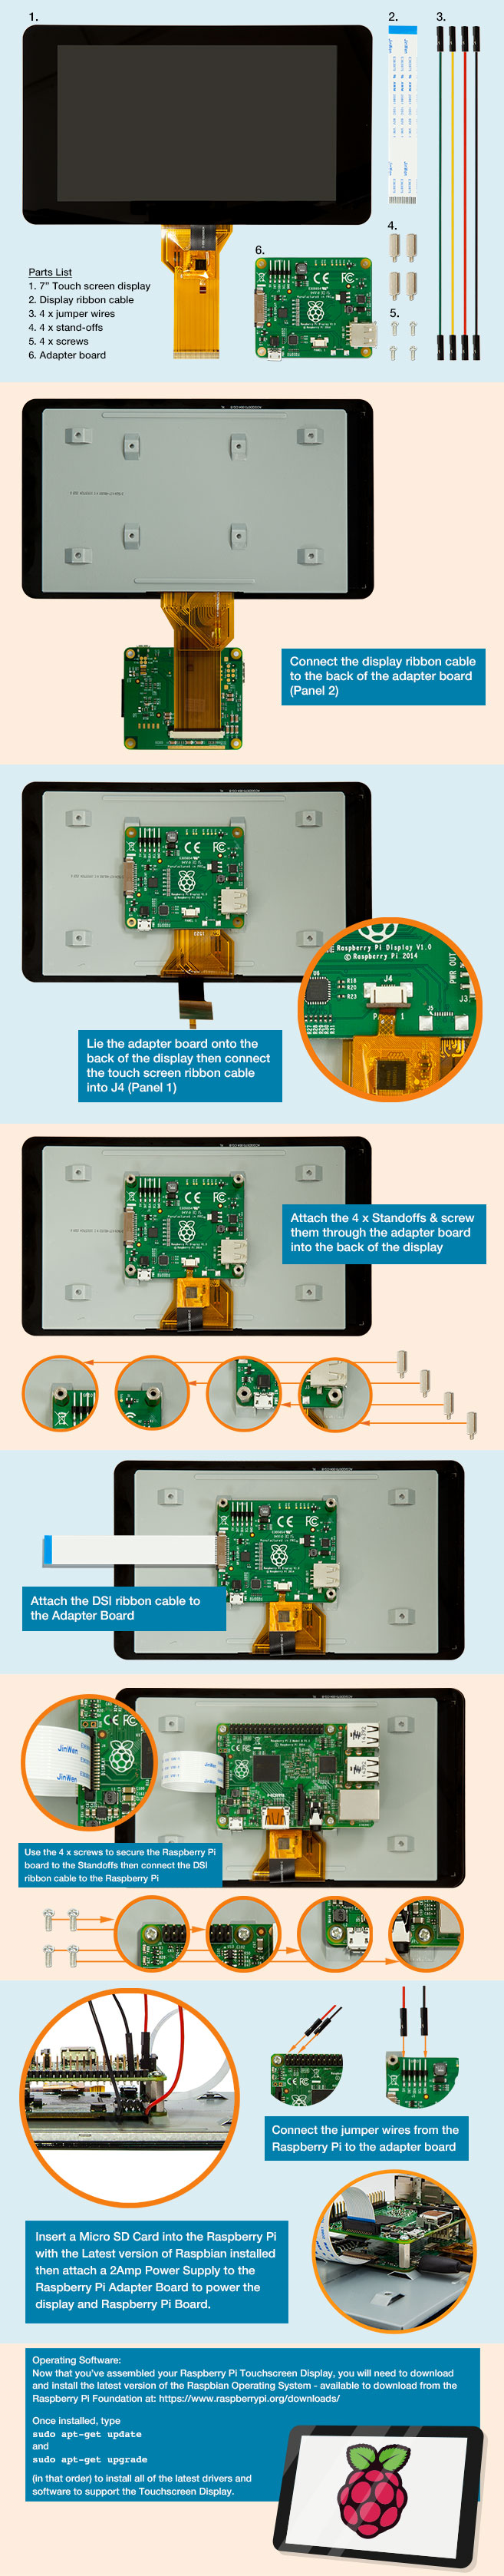 1.
2.
3.
4.
5.
6.
Parts List
1. 7” Touch screen display
2. Display ribbon cable
3. 4 x jumper wires
4. 4 x stand-offs
5. 4 x screws
6. Adapter board
Connect the display ribbon cable
to the back of the adapter board
(Panel 2)
Raspberry Pi Display V1.0
© Raspberry Pi 2014
PWR OUT
J4
R18
R20
R23
J5
J3
P
1
Lie the adapter board onto the
back of the display then connect
the touch screen ribbon cable
into J4 (Panel 1)
Attach the 4 x Standoffs & screw
them through the adapter board
into the back of the display
Attach the DSI ribbon cable to
the Adapter Board
JinWen
JinWen
Use the 4 x screws to secure the Raspberry Pi
board to the Standoffs then connect the DSI
ribbon cable to the Raspberry Pi
Connect the jumper wires from the
Raspberry Pi to the adapter board
Insert a Micro SD Card into the Raspberry Pi
with the Latest version of Raspbian installed
then attach a 2Amp Power Supply to the
Raspberry Pi Adapter Board to power the
display and Raspberry Pi Board.
Operating Software:
Now that you’ve assembled your Raspberry Pi Touchscreen Display, you will need to download
and install the latest version of the Raspbian Operating System - available to download from the
Raspberry Pi Foundation at: https://www.raspberrypi.org/downloads/
Once installed, type
sudo apt-get update
and
sudo apt-get upgrade
(in that order) to install all of the latest drivers and
software to support the Touchscreen Display.